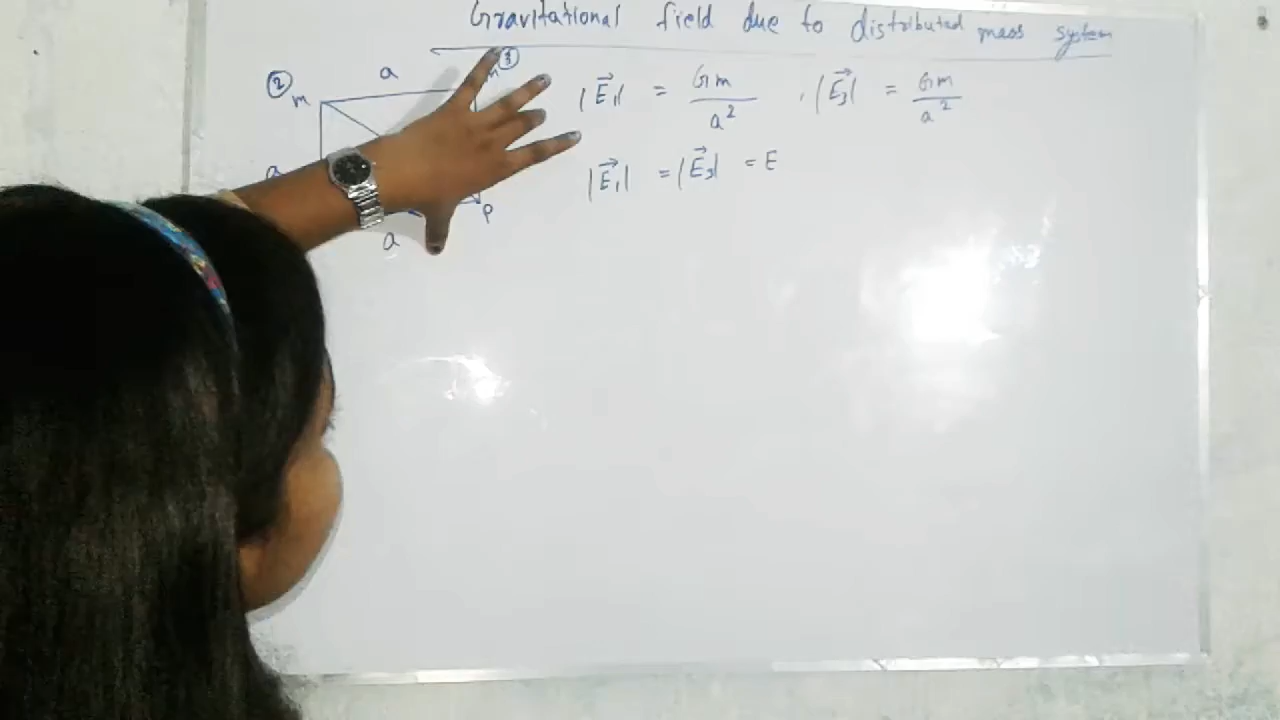 Gravitational field due to distributed mass system
② m a m ③
|E⃗₁| = Gm/a² , |E⃗₃| = Gm/a²
|E⃗₁| = |E⃗₃| = E
a
P
a